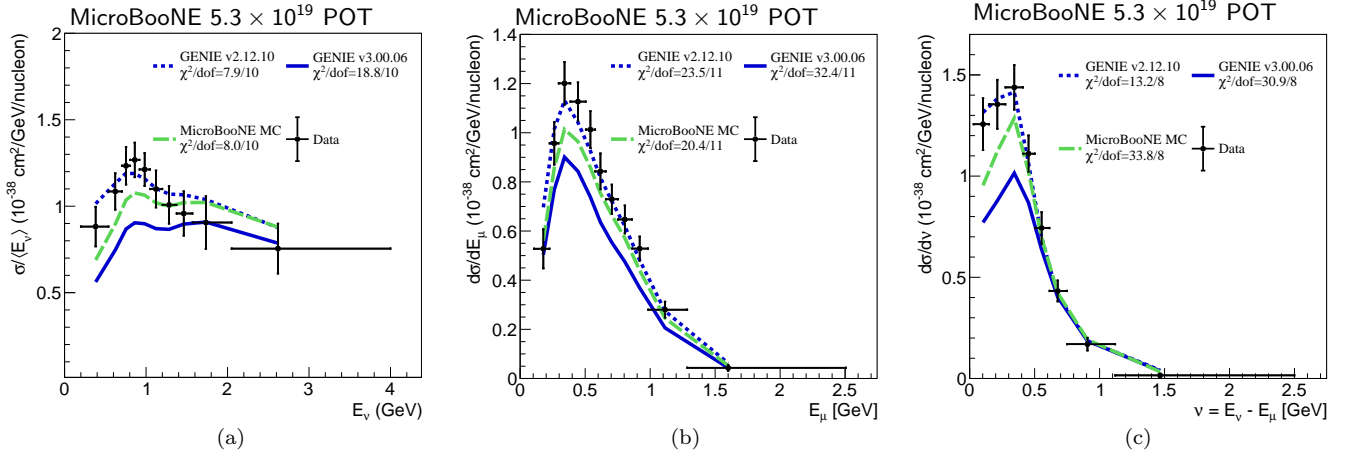 MicroBooNE 5.3 × 10¹⁹ POT
σ/⟨E_ν⟩ (10⁻³⁸ cm²/GeV/nucleon)
2
1.5
1
0.5
GENIE v2.12.10
χ²/dof=7.9/10
GENIE v3.00.06
χ²/dof=18.8/10
MicroBooNE MC
χ²/dof=8.0/10
Data
0 1 2 3 4
E_ν (GeV)
(a)
MicroBooNE 5.3 × 10¹⁹ POT
dσ/dE_μ (10⁻³⁸ cm²/GeV/nucleon)
1.4
1.2
1
0.8
0.6
0.4
0.2
0
GENIE v2.12.10
χ²/dof=23.5/11
GENIE v3.00.06
χ²/dof=32.4/11
MicroBooNE MC
χ²/dof=20.4/11
Data
0 0.5 1.0 1.5 2.0 2.5
E_μ [GeV]
(b)
MicroBooNE 5.3 × 10¹⁹ POT
dσ/dν (10⁻³⁸ cm²/GeV/nucleon)
1.5
1.0
0.5
0
GENIE v2.12.10
χ²/dof=13.2/8
GENIE v3.00.06
χ²/dof=30.9/8
MicroBooNE MC
χ²/dof=33.8/8
Data
0 0.5 1.0 1.5 2.0 2.5
ν = E_ν - E_μ [GeV]
(c)